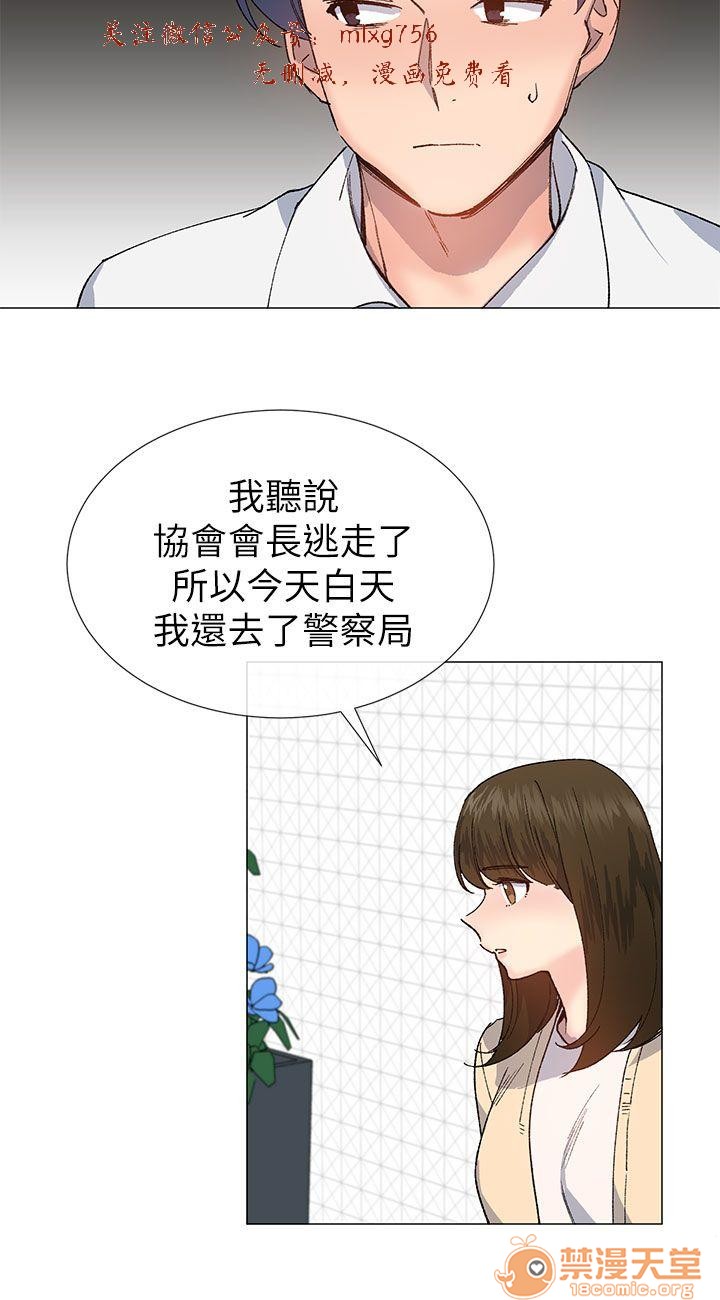 关注微信公众号：mlxg756
无删减，漫画免费看
我聽說
協會會長逃走了
所以今天白天
我還去了警察局
禁漫天堂
18comic.org